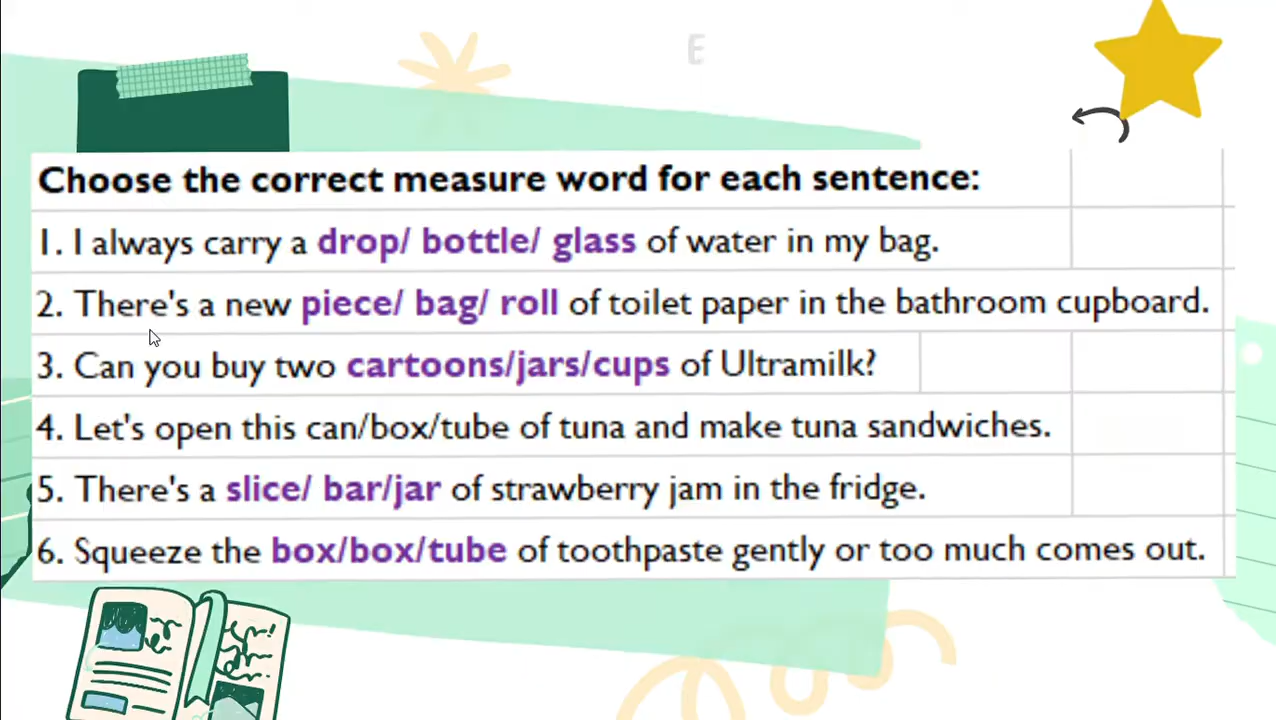 E
Choose the correct measure word for each sentence:
1. I always carry a drop/ bottle/ glass of water in my bag.
2. There's a new piece/ bag/ roll of toilet paper in the bathroom cupboard.
3. Can you buy two cartoons/jars/cups of Ultramilk?
4. Let's open this can/box/tube of tuna and make tuna sandwiches.
5. There's a slice/ bar/jar of strawberry jam in the fridge.
6. Squeeze the box/box/tube of toothpaste gently or too much comes out.